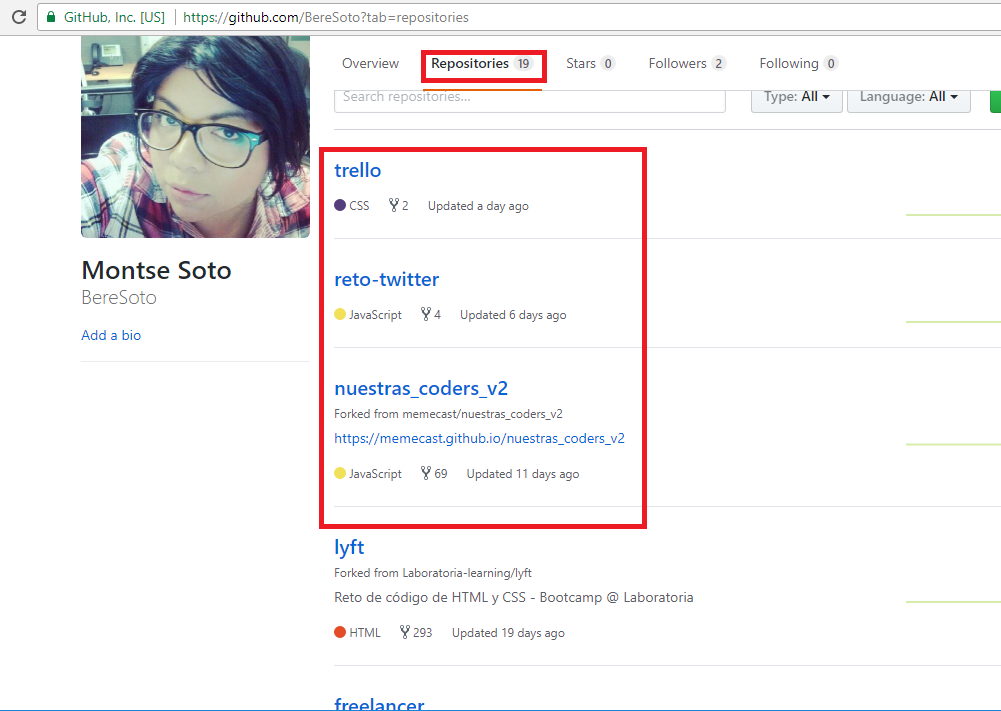 GitHub, Inc. [US] | https://github.com/BereSoto?tab=repositories
Overview Repositories 19 Stars 0 Followers 2 Following 0
Search repositories... Type: All Language: All
Montse Soto
BereSoto
Add a bio
trello
CSS 2 Updated a day ago
reto-twitter
JavaScript 4 Updated 6 days ago
nuestras_coders_v2
Forked from memecast/nuestras_coders_v2
https://memecast.github.io/nuestras_coders_v2
JavaScript 69 Updated 11 days ago
lyft
Forked from Laboratoria-learning/lyft
Reto de código de HTML y CSS - Bootcamp @ Laboratoria
HTML 293 Updated 19 days ago
freelancer